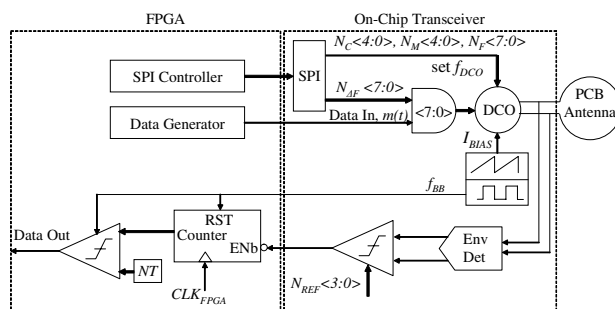 FPGA
On-Chip Transceiver
N_C<4:0>, N_M<4:0>, N_F<7:0>
SPI Controller
SPI
set f_DCO
N_ΔF <7:0>
Data Generator
Data In, m(t)
<7:0>
DCO
PCB
Antenna
I_BIAS
f_BB
Data Out
RST
Counter
ENb
Env
Det
NT
CLK_FPGA
N_REF<3:0>